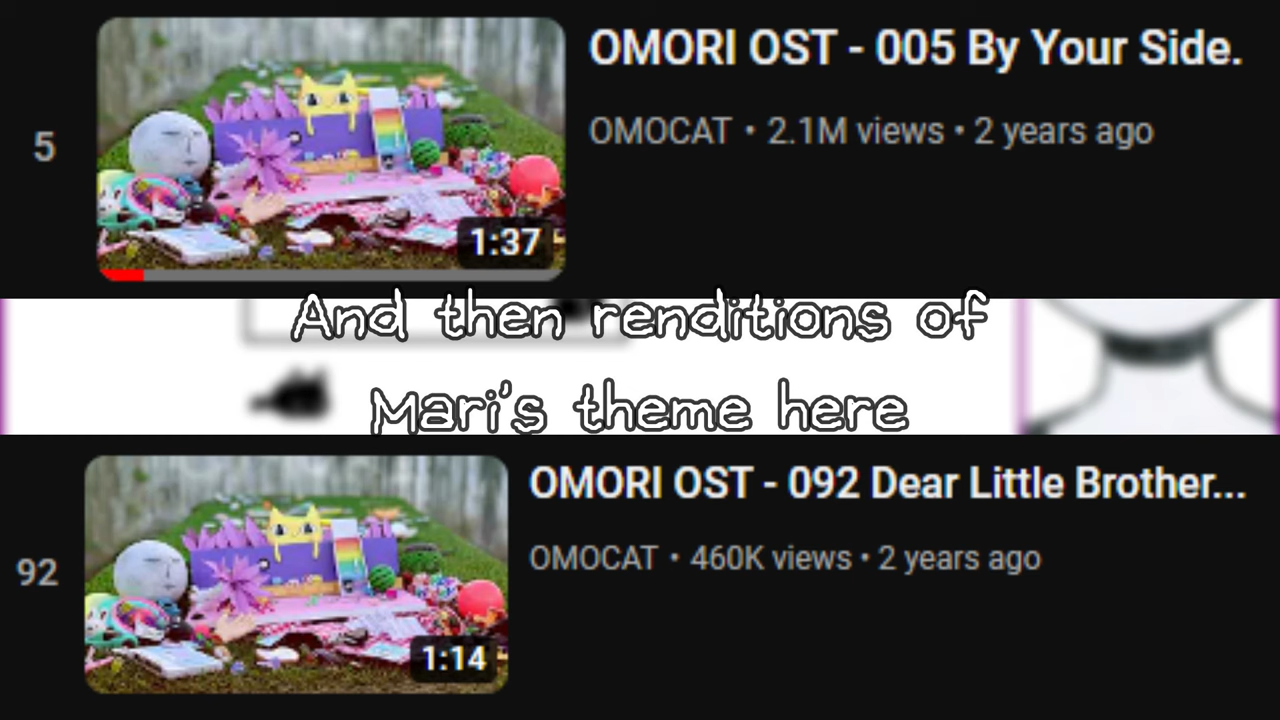 OMORI OST - 005 By Your Side.
OMOCAT • 2.1M views • 2 years ago
5
1:37
And then renditions of
Mari's theme here
OMORI OST - 092 Dear Little Brother...
OMOCAT • 460K views • 2 years ago
92
1:14